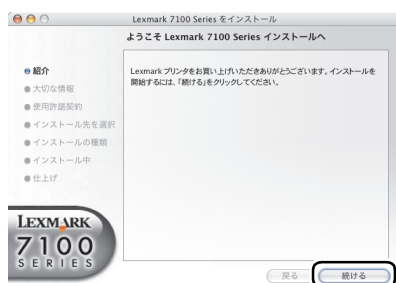 Lexmark 7100 Series をインストール
ようこそ Lexmark 7100 Series インストールへ
紹介
大切な情報
使用許諾契約
インストール先を選択
インストールの種類
インストール中
仕上げ
Lexmark プリンタをお買い上げいただきありがとうございます。インストールを
開始するには、「続ける」をクリックしてください。
LEXMARK
7100
SERIES
戻る
続ける